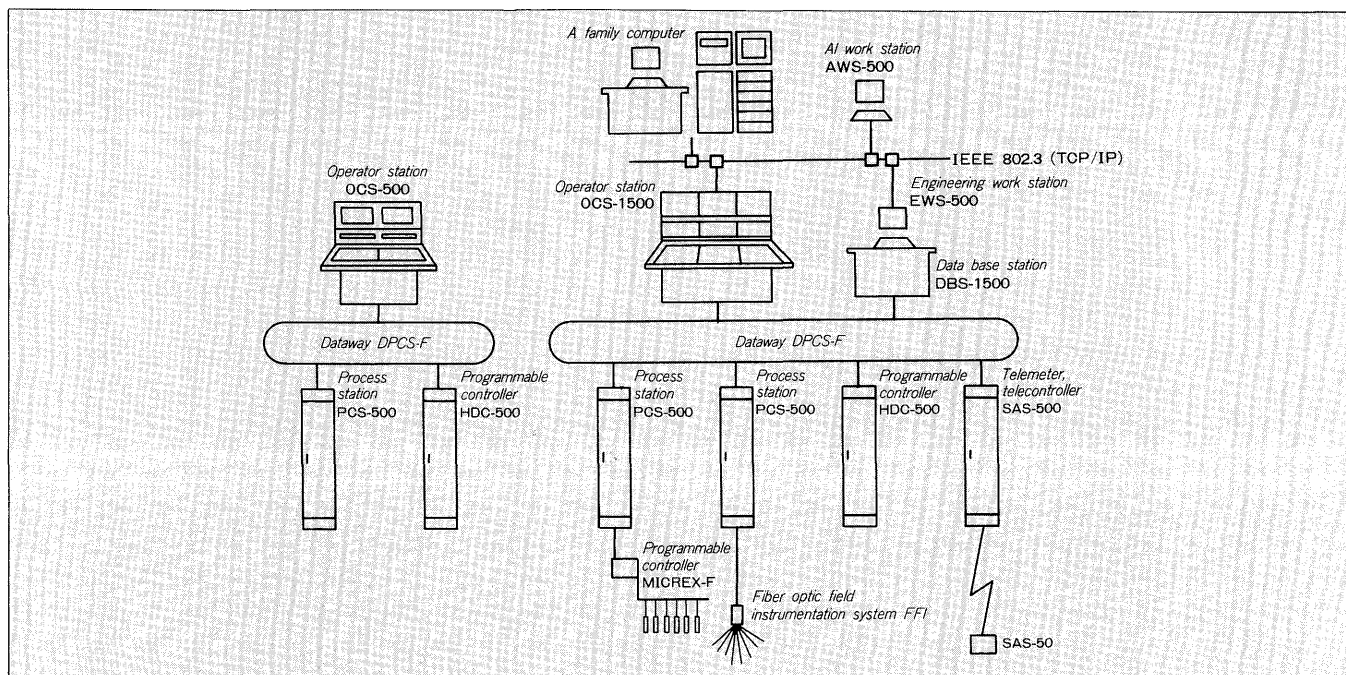 A family computer
AI work station
AWS-500
IEEE 802.3 (TCP/IP)
Operator station
OCS-500
Operator station
OCS-1500
Engineering work station
EWS-500
Data base station
DBS-1500
Dataway DPCS-F
Dataway DPCS-F
Process
station
PCS-500
Programmable
controller
HDC-500
Process
station
PCS-500
Process
station
PCS-500
Programmable
controller
HDC-500
Telemeter,
telecontroller
SAS-500
Programmable
controller
MICREX-F
Fiber optic field
instrumentation system FFI
SAS-50